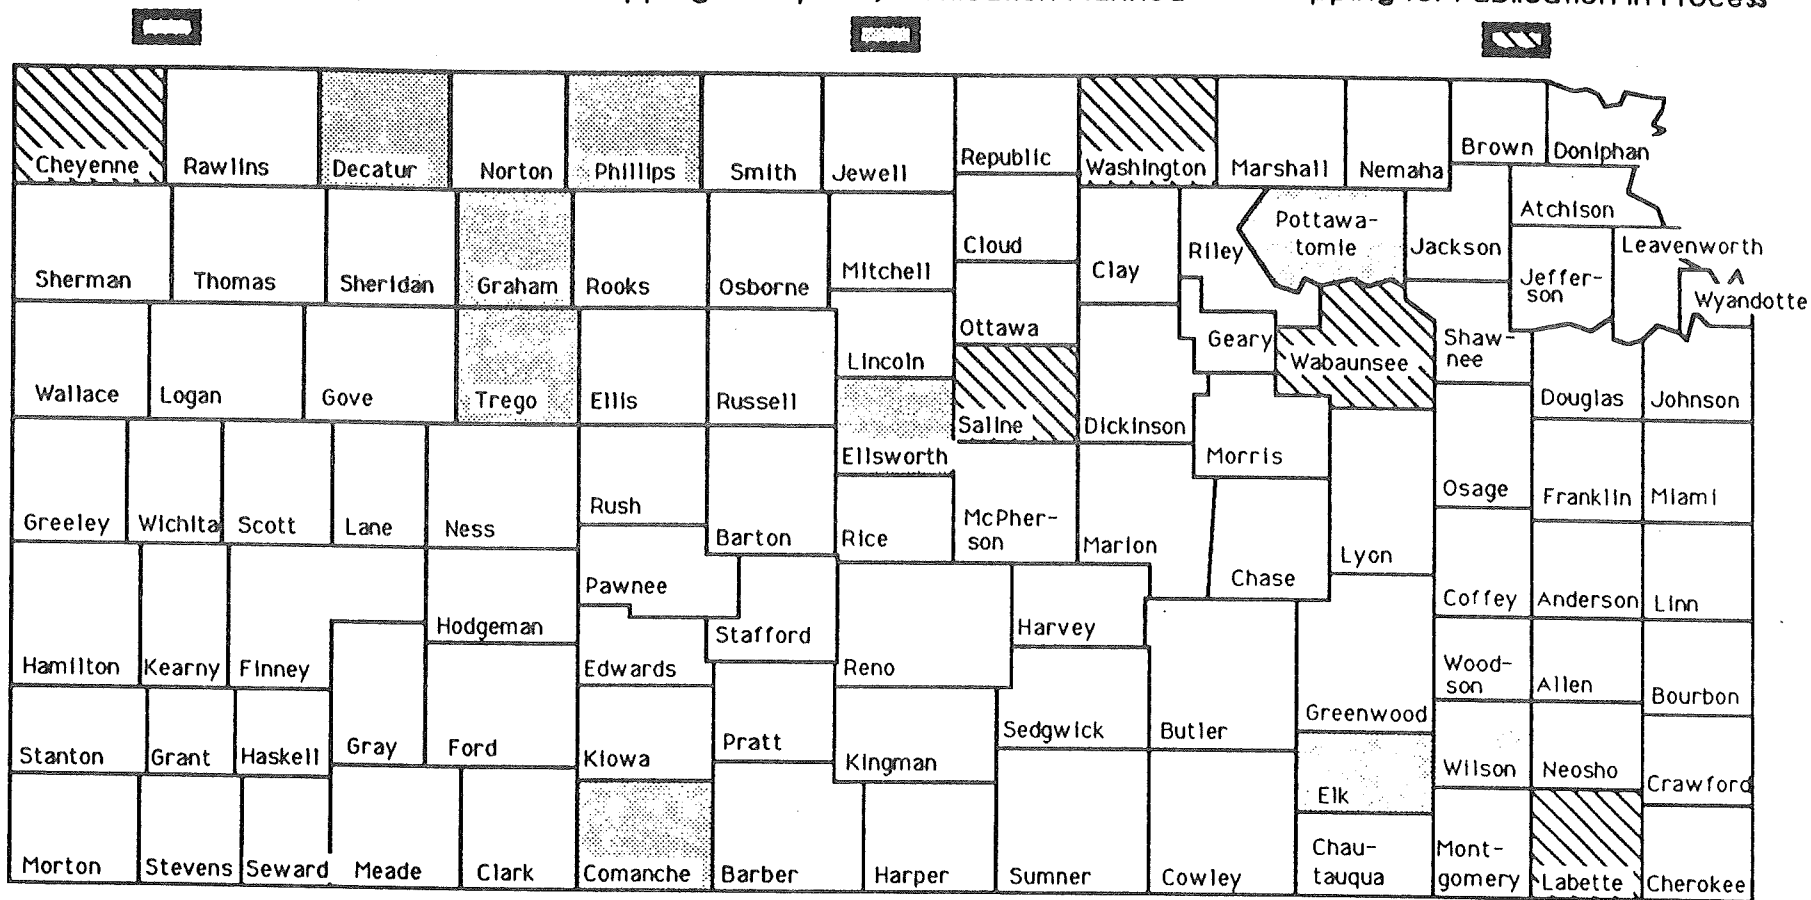 Cheyenne Rawlins Decatur Norton Phillips Smith Jewell Republic Washington Marshall Nemaha Brown Doniphan
Atchison
Sherman Thomas Sheridan Graham Rooks Osborne Mitchell Cloud Clay Riley Pottawa-
tomie
Jackson
Jeffer-
son
Leavenworth
Wyandotte
Wallace Logan Gove Trego Ellis Russell Lincoln Ottawa
Saline Dickinson Geary Wabaunsee Shaw-
nee
Douglas Johnson
Ellsworth
Morris
Greeley Wichita Scott Lane Ness Rush Barton Rice McPher-
son
Marion Chase Lyon Osage Franklin Miami
Pawnee
Hodgeman Stafford Harvey Coffey Anderson Linn
Hamilton Kearny Finney Edwards Reno
Wood-
son
Allen Bourbon
Greenwood
Stanton Grant Haskell Gray Ford Kiowa Pratt Kingman Sedgwick Butler
Elk Wilson Neosho Crawford
Morton Stevens Seward Meade Clark Comanche Barber Harper Sumner Cowley Chau-
tauqua
Mont-
gomery
Labette Cherokee